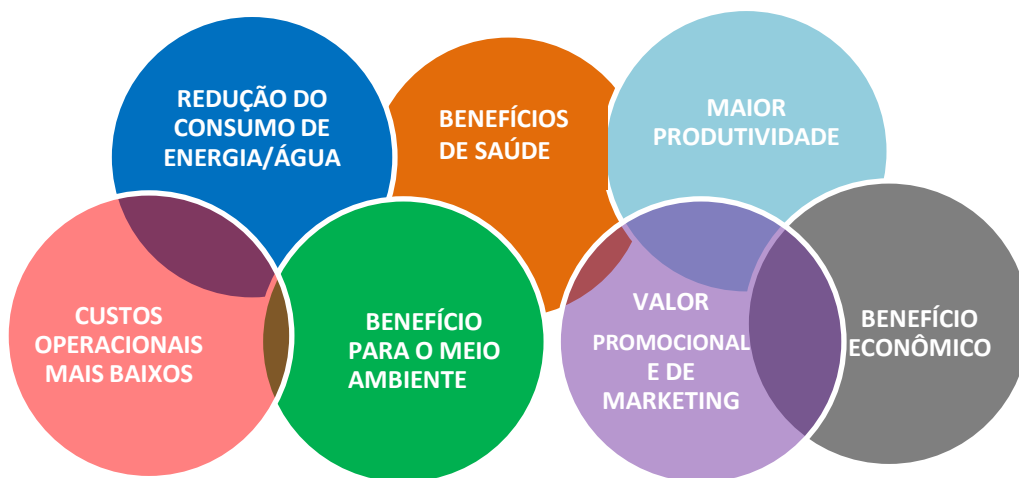 REDUÇÃO DO
CONSUMO DE
ENERGIA/ÁGUA
BENEFÍCIOS
DE SAÚDE
MAIOR
PRODUTIVIDADE
CUSTOS
OPERACIONAIS
MAIS BAIXOS
BENEFÍCIO
PARA O MEIO
AMBIENTE
VALOR
PROMOCIONAL
E DE
MARKETING
BENEFÍCIO
ECONÔMICO